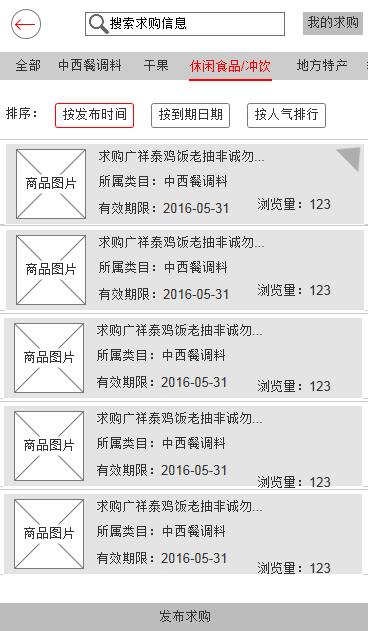 搜索求购信息
我的求购
全部 中西餐调料 干果 休闲食品/冲饮 地方特产
排序： 按发布时间 按到期日期 按人气排行
求购广祥泰鸡饭老抽非诚勿...
商品图片 所属类目：中西餐调料
有效期限：2016-05-31 浏览量：123
求购广祥泰鸡饭老抽非诚勿...
商品图片 所属类目：中西餐调料
有效期限：2016-05-31 浏览量：123
求购广祥泰鸡饭老抽非诚勿...
商品图片 所属类目：中西餐调料
有效期限：2016-05-31 浏览量：123
求购广祥泰鸡饭老抽非诚勿...
商品图片 所属类目：中西餐调料
有效期限：2016-05-31 浏览量：123
求购广祥泰鸡饭老抽非诚勿...
商品图片 所属类目：中西餐调料
有效期限：2016-05-31 浏览量：123
发布求购